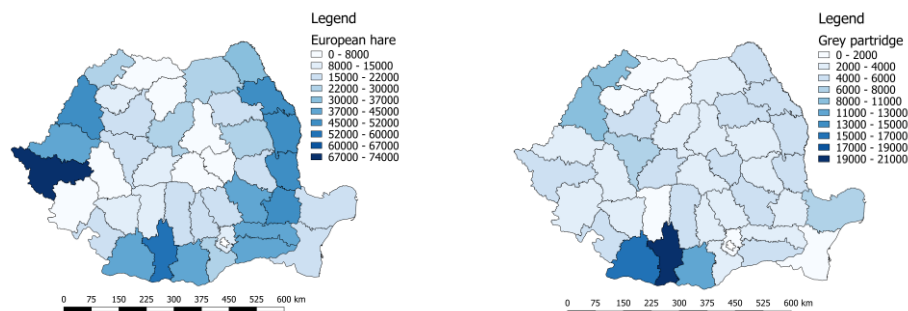 Legend
European hare
0 - 8000
8000 - 15000
15000 - 22000
22000 - 30000
30000 - 37000
37000 - 45000
45000 - 52000
52000 - 60000
60000 - 67000
67000 - 74000
0 75 150 225 300 375 450 525 600 km
Legend
Grey partridge
0 - 2000
2000 - 4000
4000 - 6000
6000 - 8000
8000 - 11000
11000 - 13000
13000 - 15000
15000 - 17000
17000 - 19000
19000 - 21000
0 75 150 225 300 375 450 525 600 km